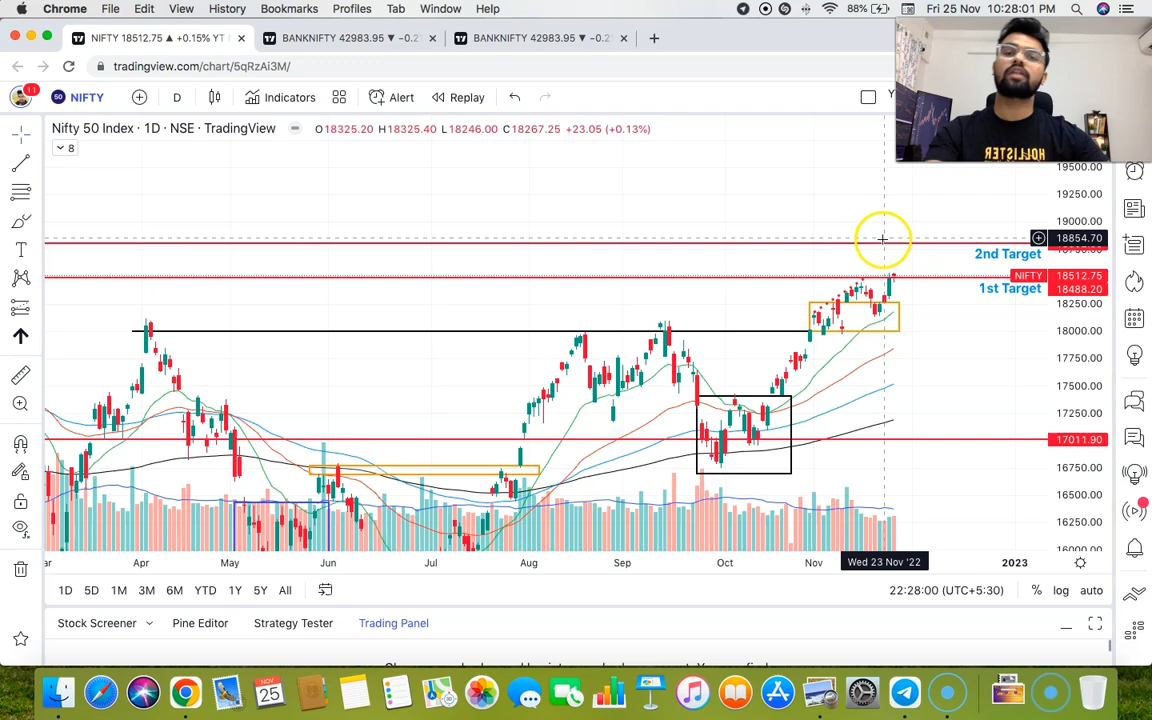 Chrome File Edit View History Bookmarks Profiles Tab Window Help 88% Fri 25 Nov 10:28:01 PM
NIFTY 18512.75 ▲ +0.15% YT N
BANKNIFTY 42983.95 ▼ −0.2
BANKNIFTY 42983.95 ▼ −0.2
tradingview.com/chart/5qRzAi3M/
11
50 NIFTY D Indicators Alert Replay Y
Nifty 50 Index · 1D · NSE · TradingView O18325.20 H18325.40 L18246.00 C18267.25 +23.05 (+0.13%)
8
HOLLISTER
CALIFORNIA
19500.00
19250.00
19000.00
18854.70
2nd Target
NIFTY 18512.75
1st Target 18488.20
18250.00
18000.00
17750.00
17500.00
17250.00
17011.90
16750.00
16500.00
16250.00
16000.00
Apr May Jun Jul Aug Sep Oct Nov Wed 23 Nov '22 2023
1D 5D 1M 3M 6M YTD 1Y 5Y All 22:28:00 (UTC+5:30) % log auto
Stock Screener Pine Editor Strategy Tester Trading Panel
NOV
25